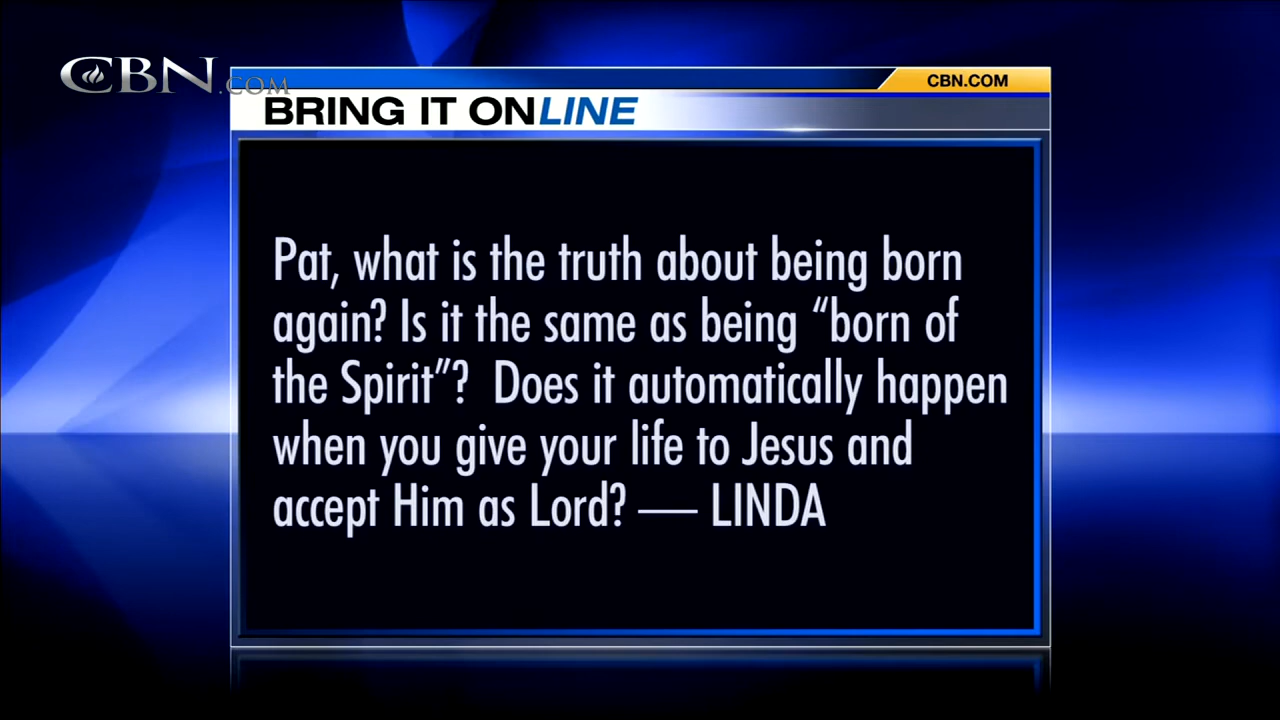 CBN.COM
CBN.COM
BRING IT ONLINE
Pat, what is the truth about being born
again? Is it the same as being “born of
the Spirit”? Does it automatically happen
when you give your life to Jesus and
accept Him as Lord? — LINDA